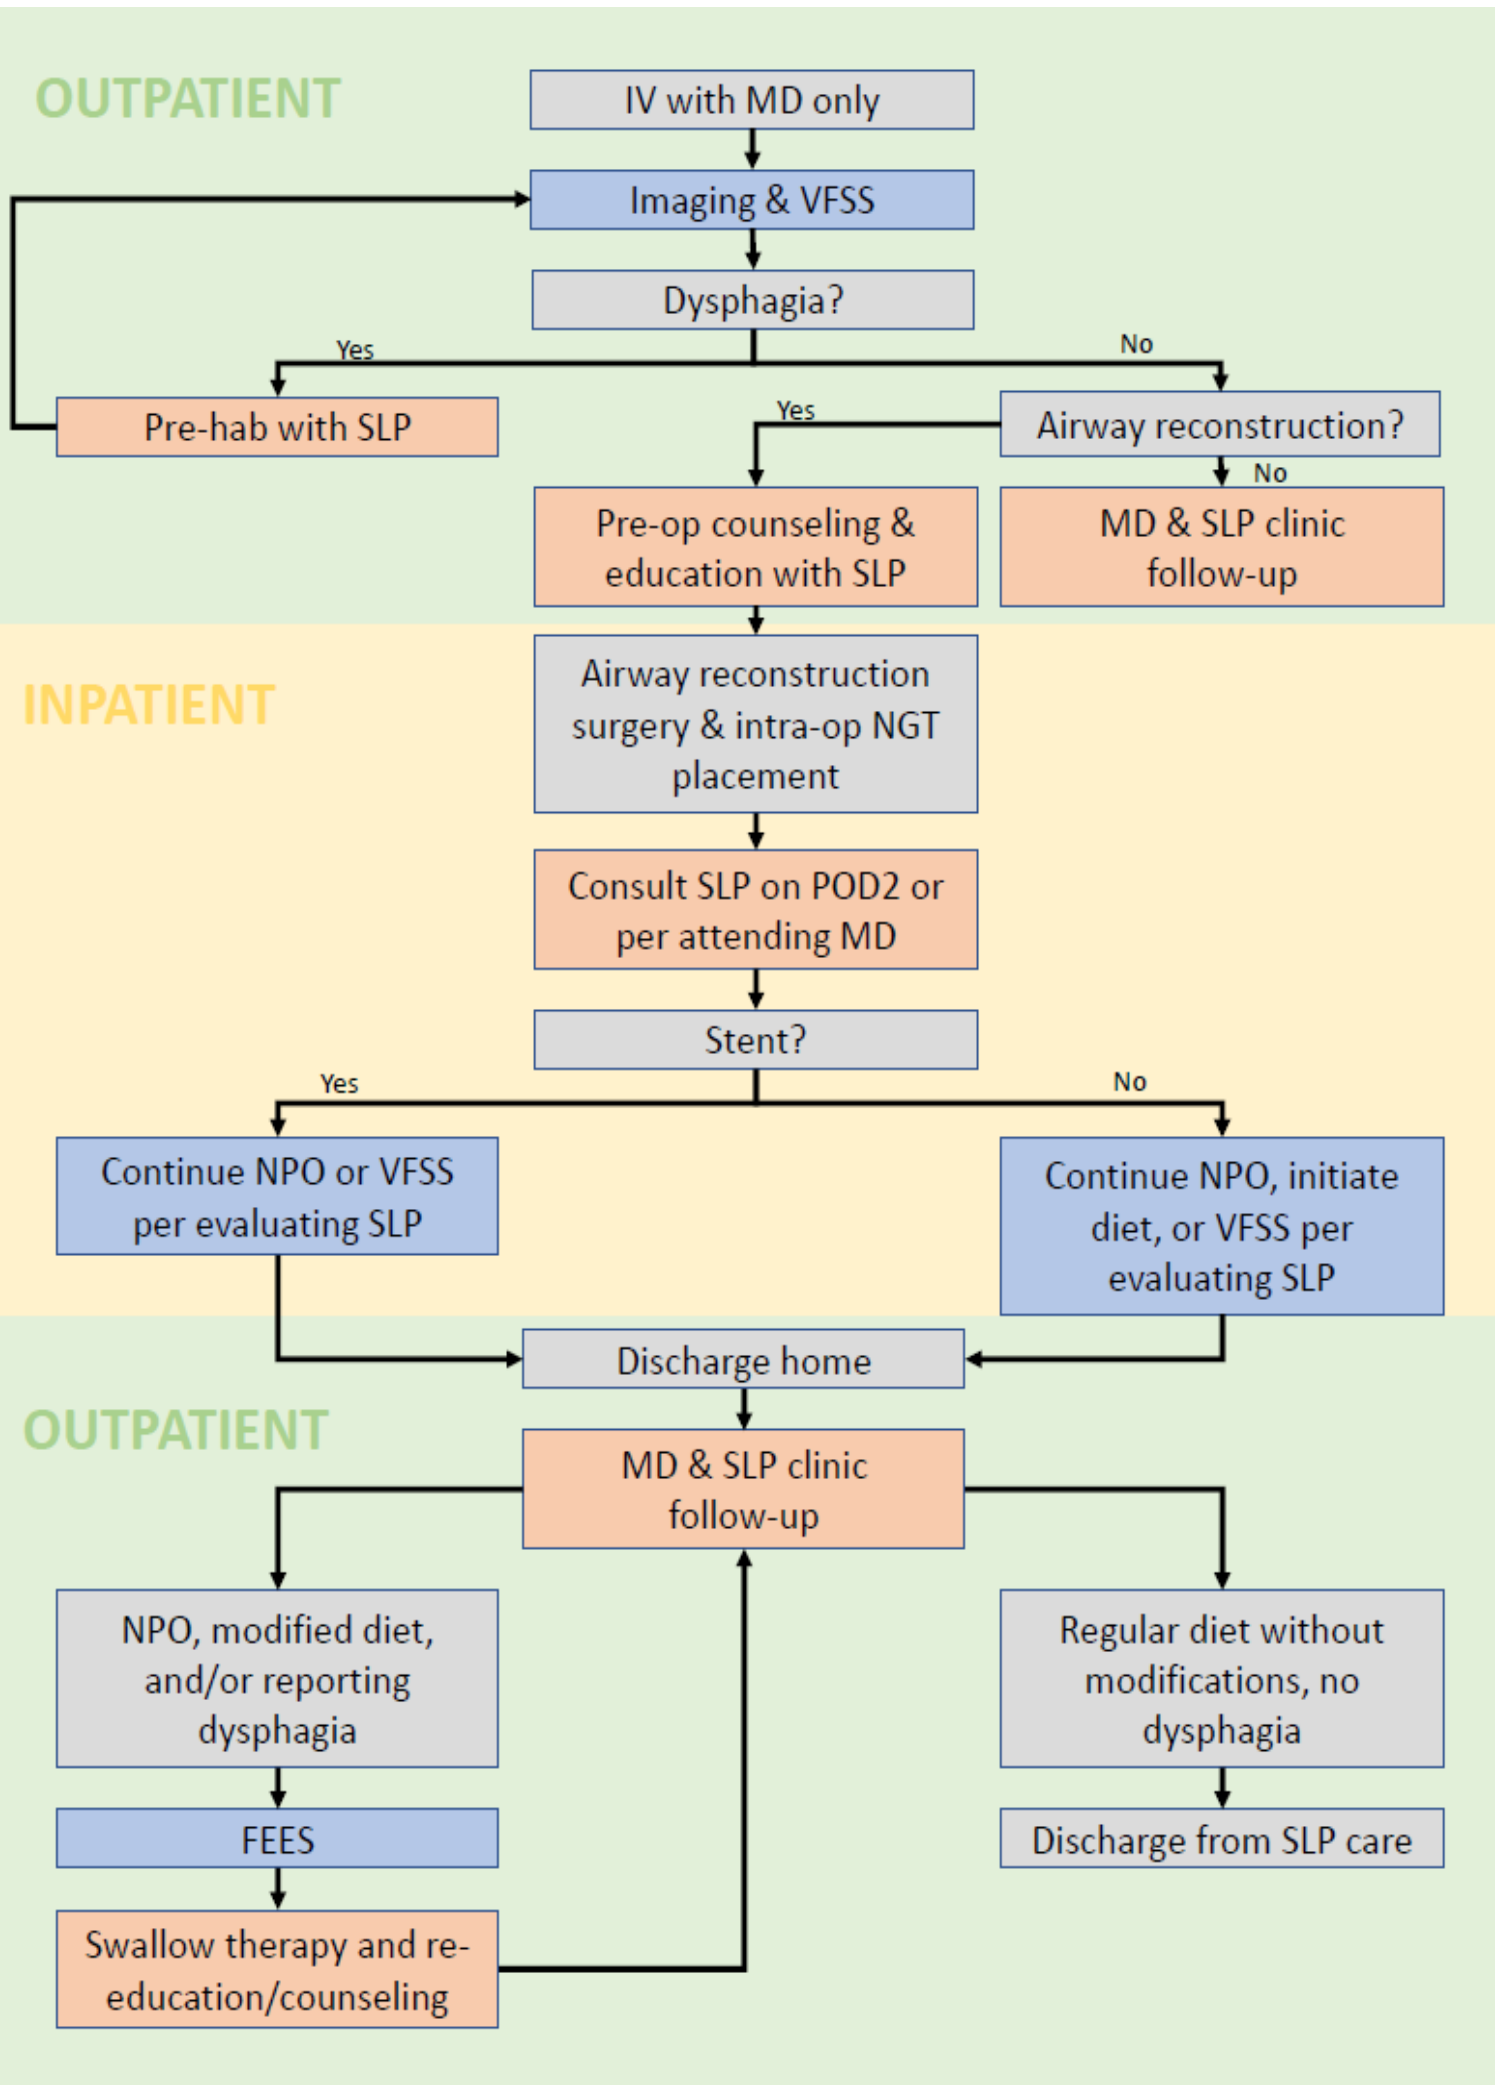 OUTPATIENT
IV with MD only
Imaging & VFSS
Dysphagia?
Yes
No
Pre-hab with SLP
Yes
Airway reconstruction?
No
Pre-op counseling &
education with SLP
MD & SLP clinic
follow-up
INPATIENT
Airway reconstruction
surgery & intra-op NGT
placement
Consult SLP on POD2 or
per attending MD
Stent?
Yes
No
Continue NPO or VFSS
per evaluating SLP
Continue NPO, initiate
diet, or VFSS per
evaluating SLP
Discharge home
OUTPATIENT
MD & SLP clinic
follow-up
NPO, modified diet,
and/or reporting
dysphagia
Regular diet without
modifications, no
dysphagia
FEES
Discharge from SLP care
Swallow therapy and re-
education/counseling